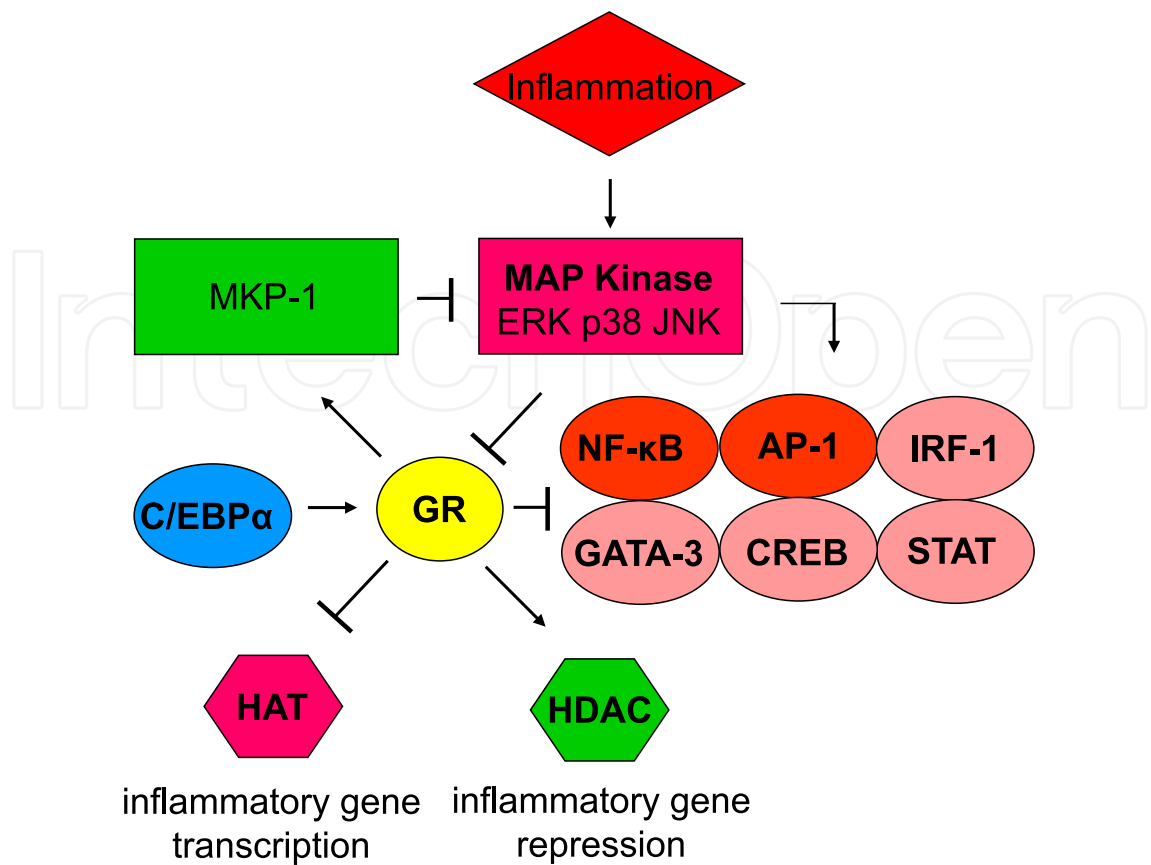 Inflammation
MKP-1
MAP Kinase
ERK p38 JNK
IntechOpen
NF-κB
AP-1
IRF-1
C/EBPα
GR
GATA-3
CREB
STAT
HAT
HDAC
inflammatory gene
transcription
inflammatory gene
repression